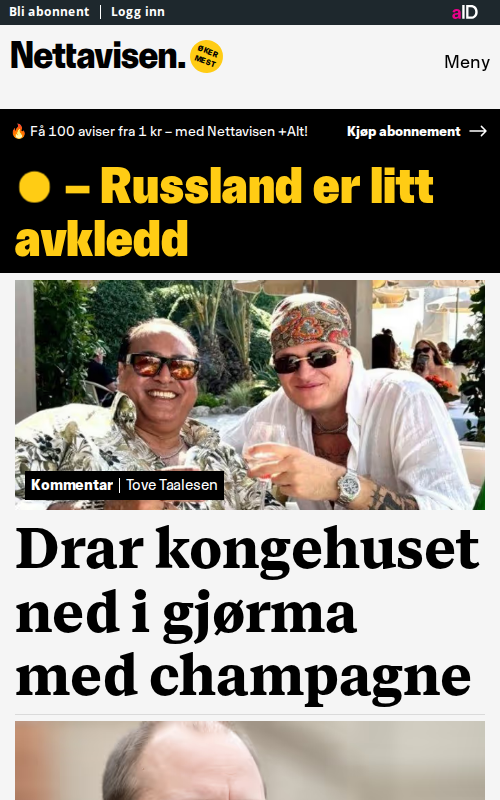 Bli abonnent | Logg inn
aID
Nettavisen.
ØKER
MEST
Meny
🔥 Få 100 aviser fra 1 kr – med Nettavisen +Alt!
Kjøp abonnement →
– Russland er litt
avkledd
Kommentar | Tove Taalesen
Drar kongehuset
ned i gjørma
med champagne